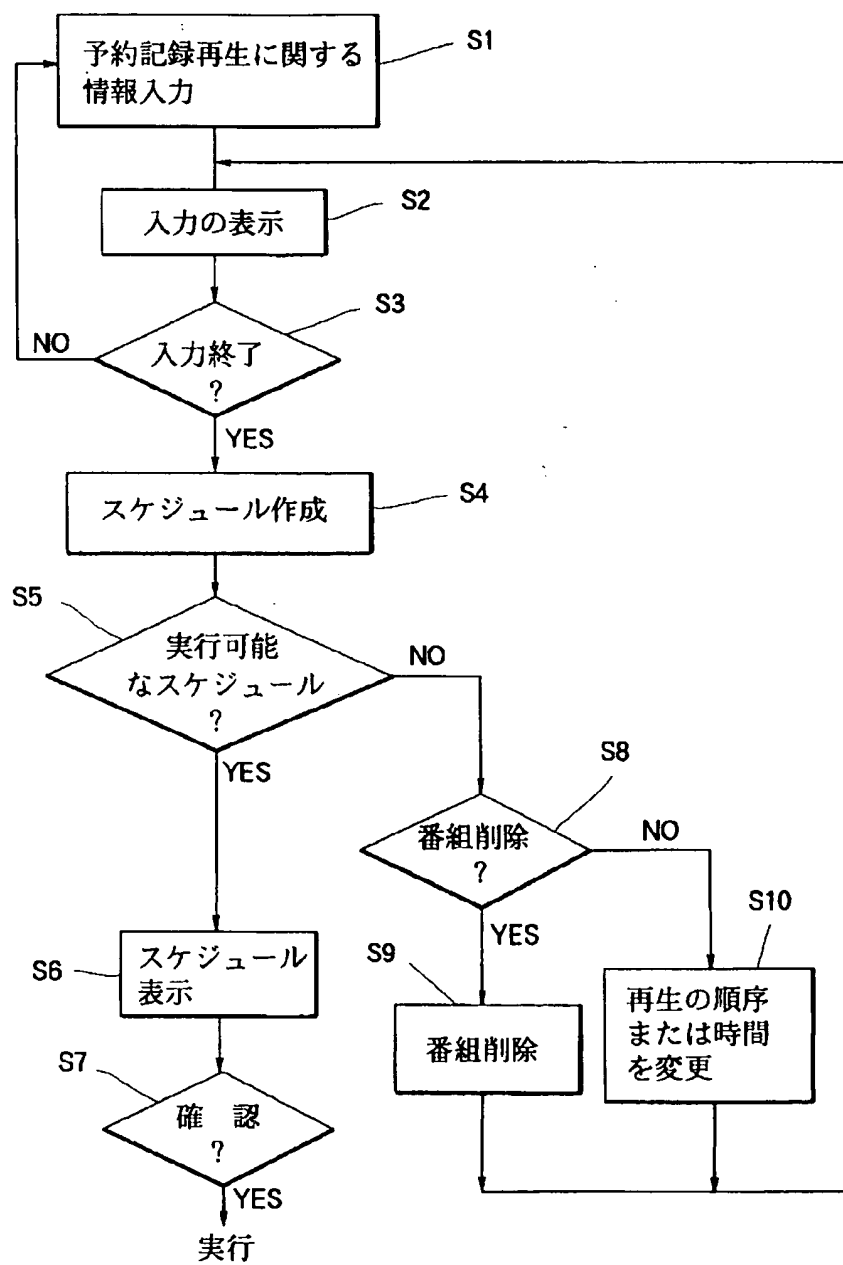 予約記録再生に関する
情報入力
S1
入力の表示
S2
S3
NO
入力終了
?
YES
スケジュール作成
S4
S5
実行可能
なスケジュール
?
NO
YES
S8
番組削除
?
NO
YES
S6
スケジュール
表示
S9
番組削除
S10
再生の順序
または時間
を変更
S7
確 認
?
YES
実行